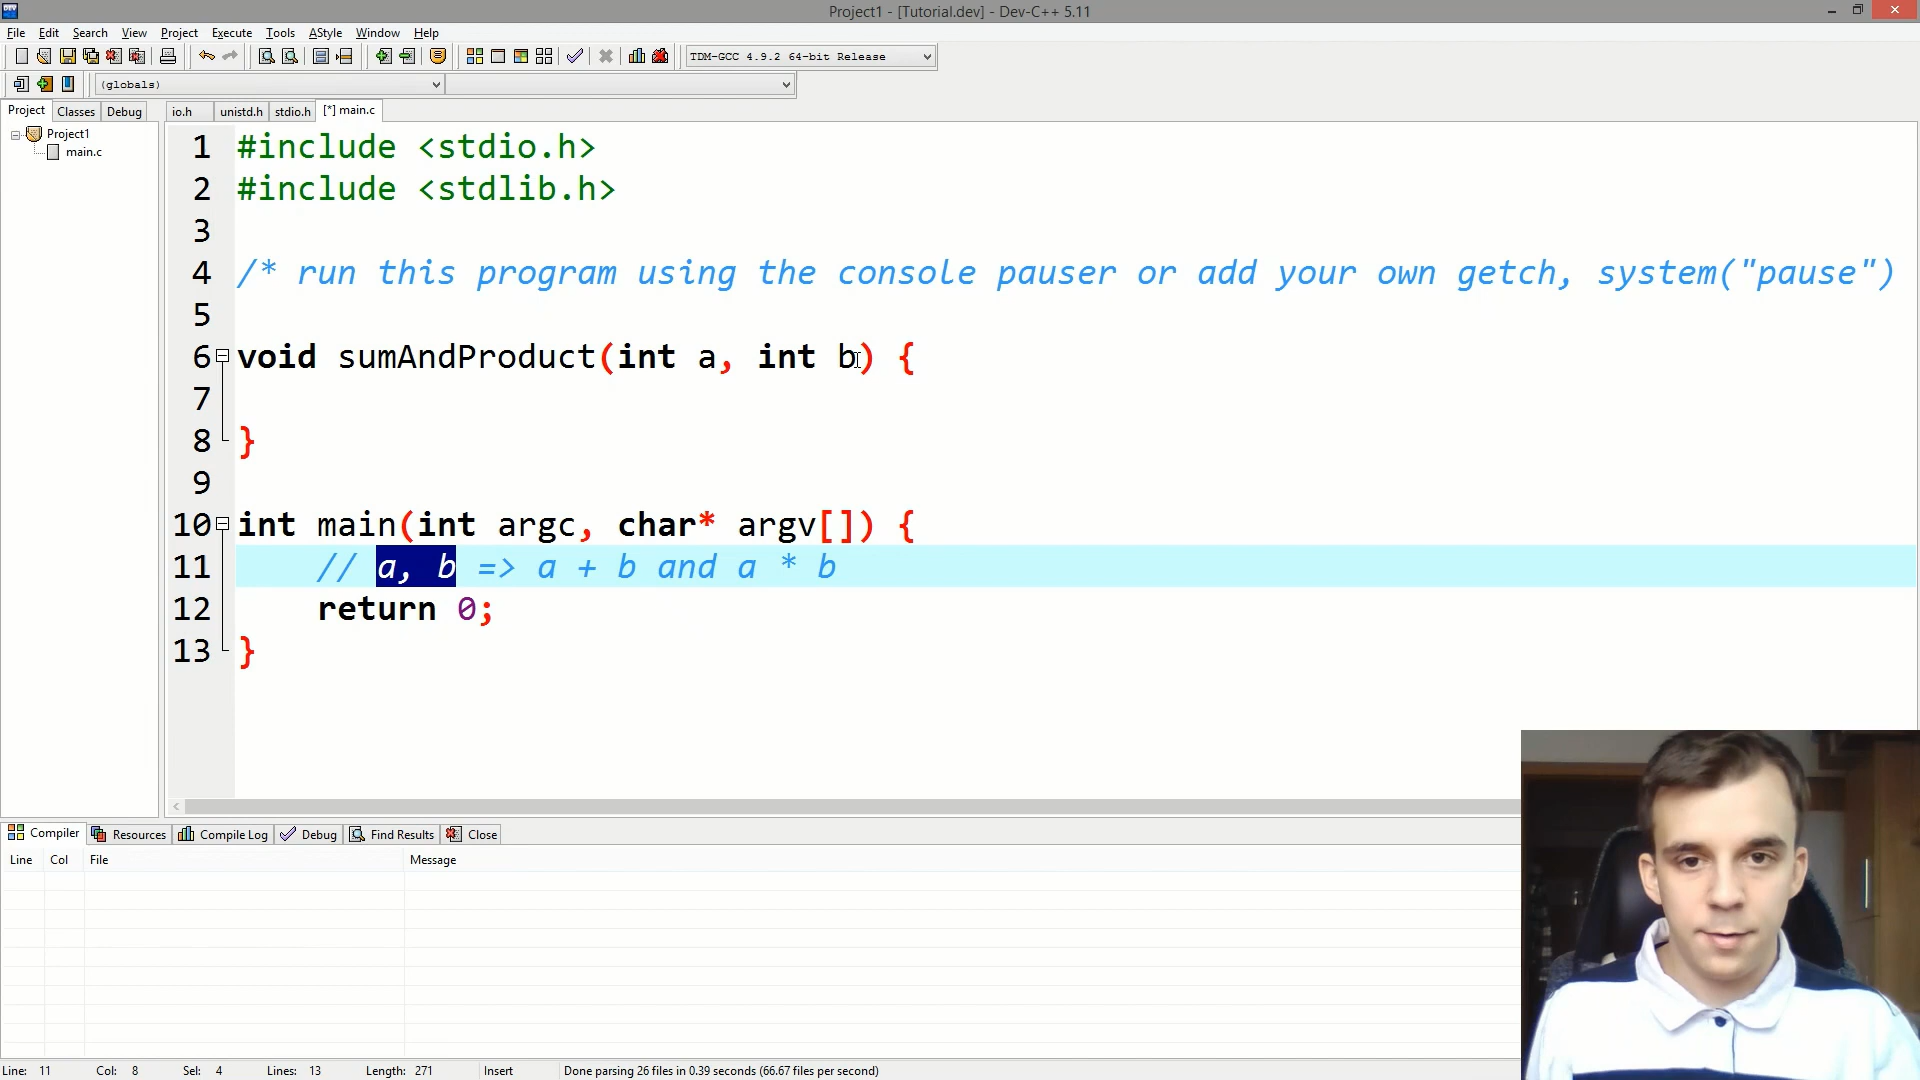 Project1 - [Tutorial.dev] - Dev-C++ 5.11
File Edit Search View Project Execute Tools AStyle Window Help
TDM-GCC 4.9.2 64-bit Release
(globals)
Project Classes Debug
io.h unistd.h stdio.h [*] main.c
Project1
main.c
1 #include <stdio.h>
2 #include <stdlib.h>
3
4 /* run this program using the console pauser or add your own getch, system("pause")
5
6 void sumAndProduct(int a, int b) {
7
8 }
9
10 int main(int argc, char* argv[]) {
11 // a, b => a + b and a * b
12 return 0;
13 }
Compiler Resources Compile Log Debug Find Results Close
Line Col File Message
Line: 11 Col: 8 Sel: 4 Lines: 13 Length: 271 Insert Done parsing 26 files in 0.39 seconds (66.67 files per second)